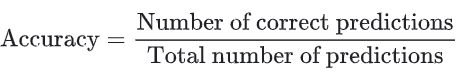 Accuracy = Number of correct predictions / Total number of predictions